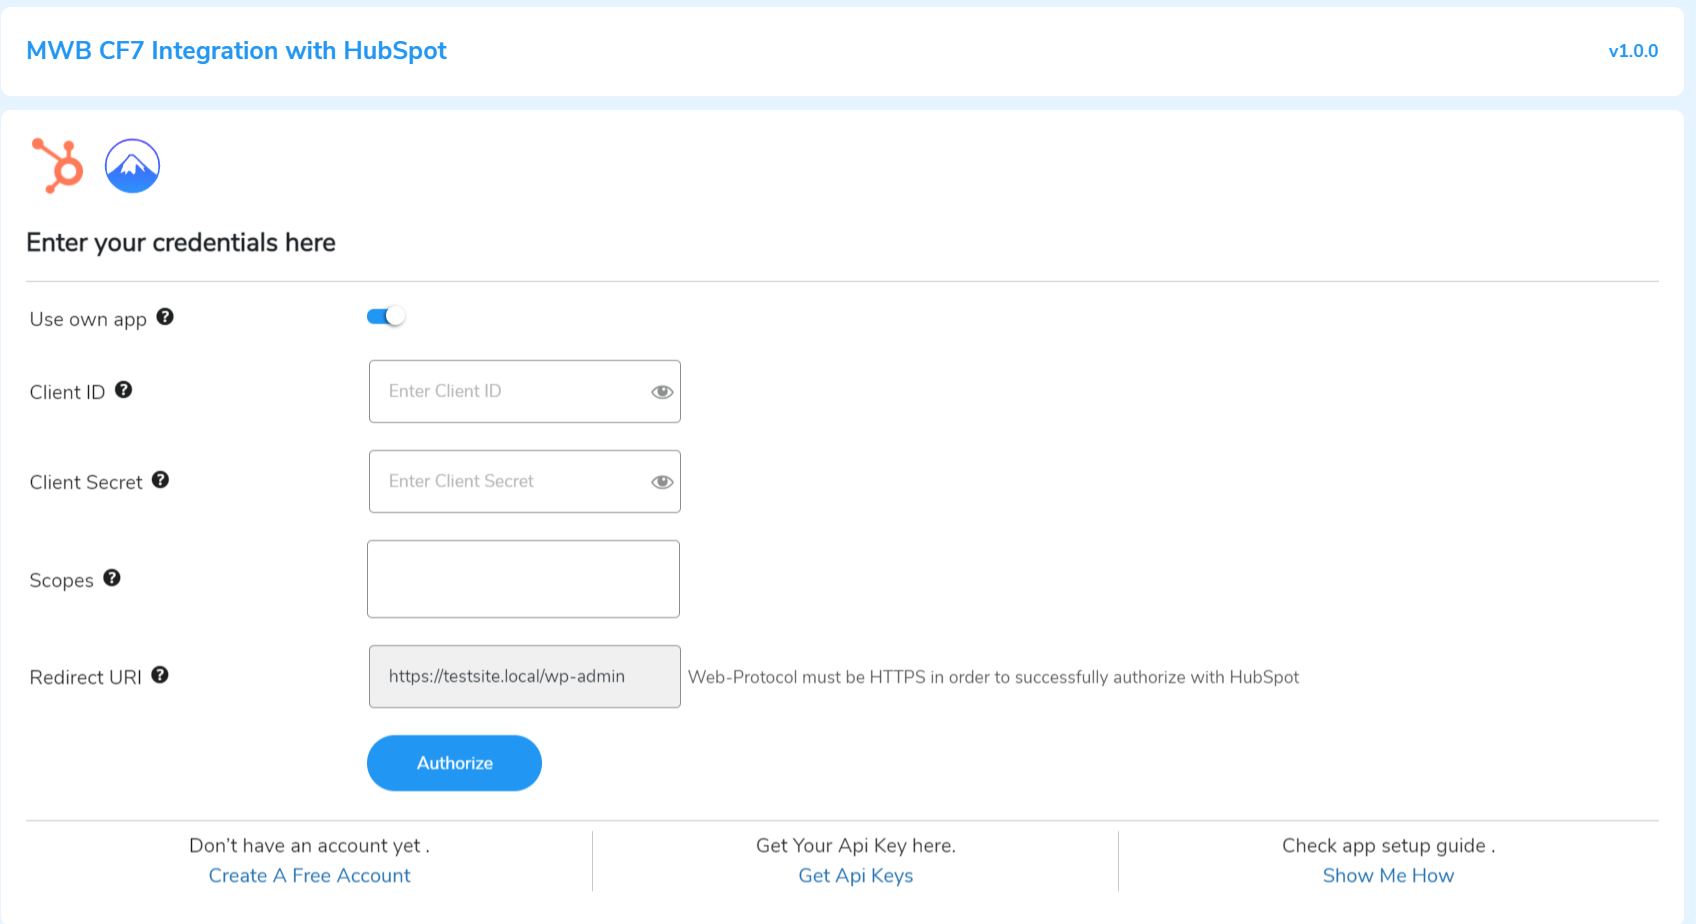 MWB CF7 Integration with HubSpot
v1.0.0
Enter your credentials here
Use own app ?
Client ID ?
Enter Client ID
Client Secret ?
Enter Client Secret
Scopes ?
Redirect URI ?
https://testsite.local/wp-admin
Web-Protocol must be HTTPS in order to successfully authorize with HubSpot
Authorize
Don't have an account yet .
Create A Free Account
Get Your Api Key here.
Get Api Keys
Check app setup guide .
Show Me How